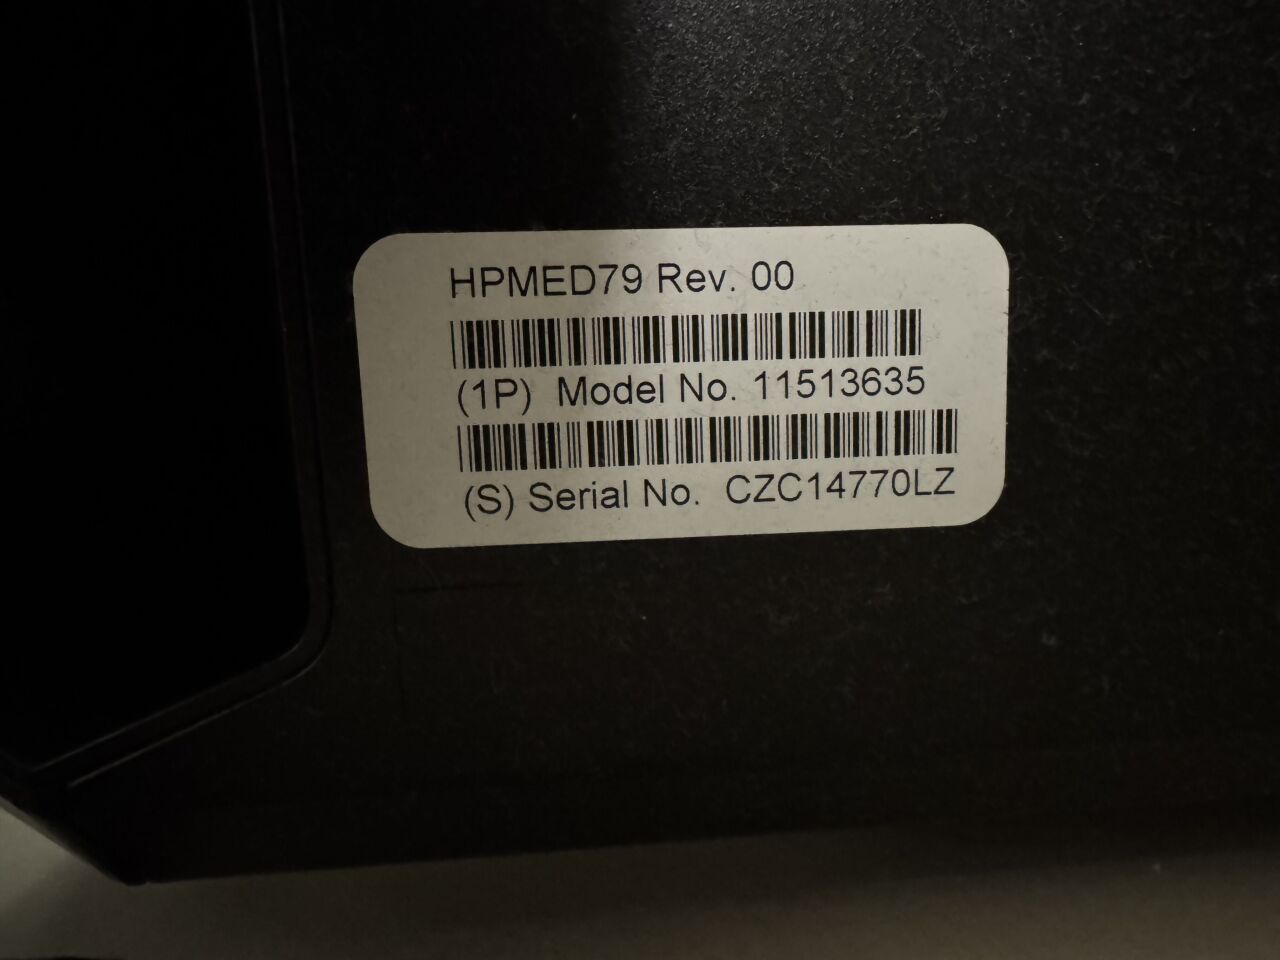 HPMED79 Rev. 00
(1P) Model No. 11513635
(S) Serial No. CZC14770LZ